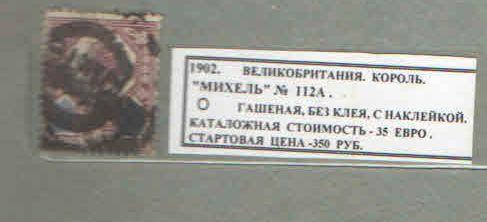 1902. ВЕЛИКОБРИТАНИЯ. КОРОЛЬ.
"МИХЕЛЬ" № 112А.
О ГАШЕНАЯ, БЕЗ КЛЕЯ, С НАКЛЕЙКОЙ.
КАТАЛОЖНАЯ СТОИМОСТЬ - 35 ЕВРО.
СТАРТОВАЯ ЦЕНА -350 РУБ.